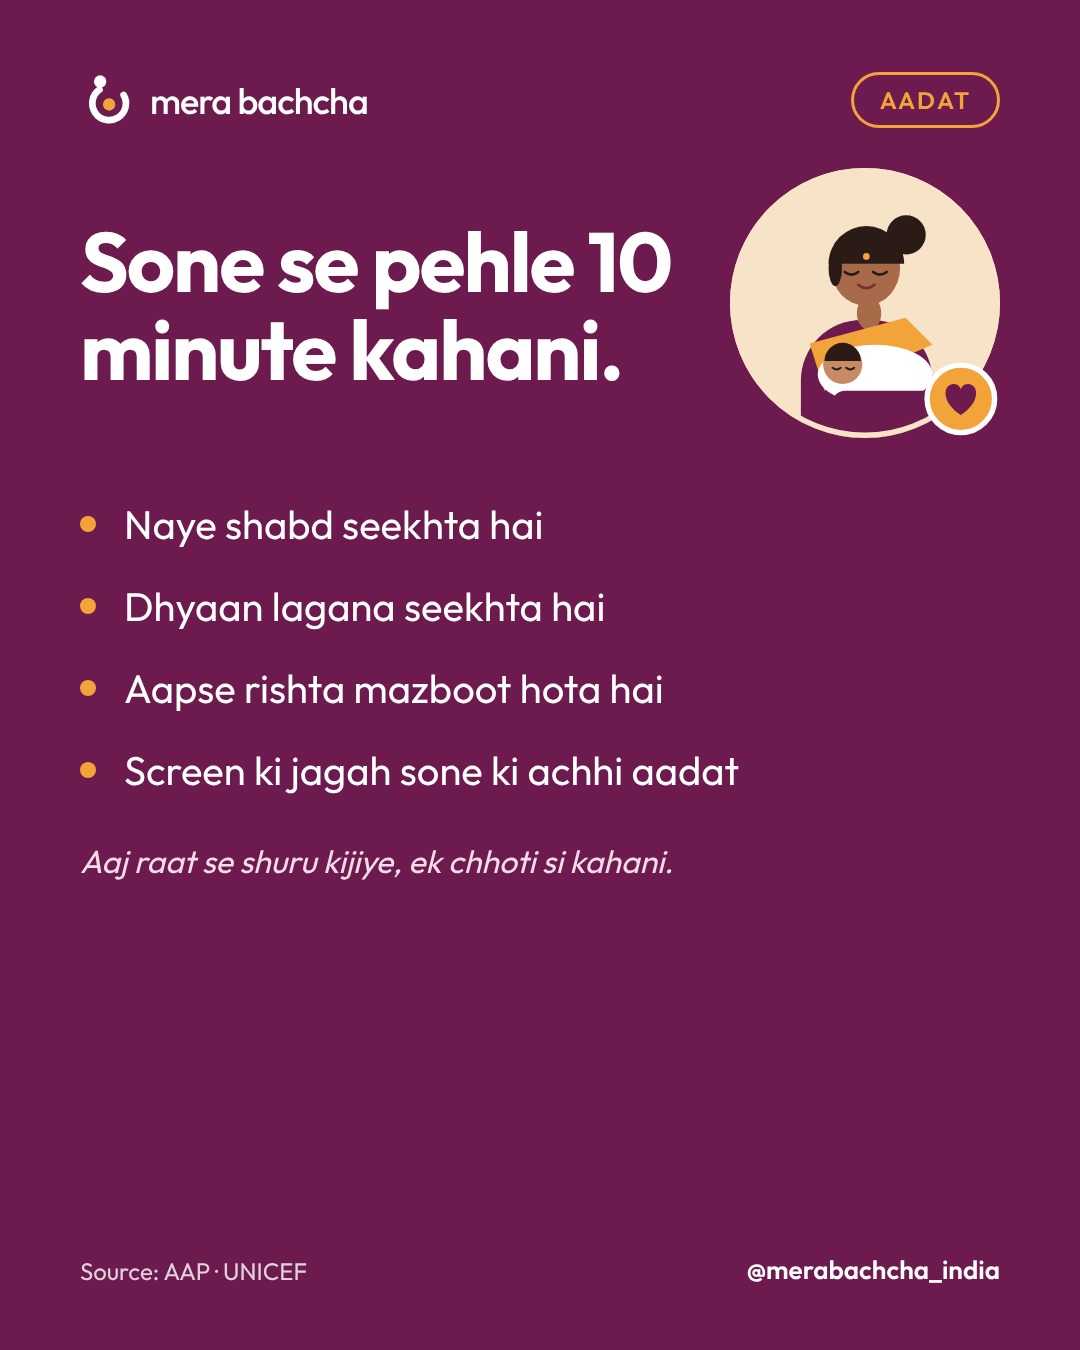 mera bachcha
AADAT
Sone se pehle 10
minute kahani.
Naye shabd seekhta hai
Dhyaan lagana seekhta hai
Aapse rishta mazboot hota hai
Screen ki jagah sone ki achhi aadat
Aaj raat se shuru kijiye, ek chhoti si kahani.
Source: AAP · UNICEF
@merabachcha_india